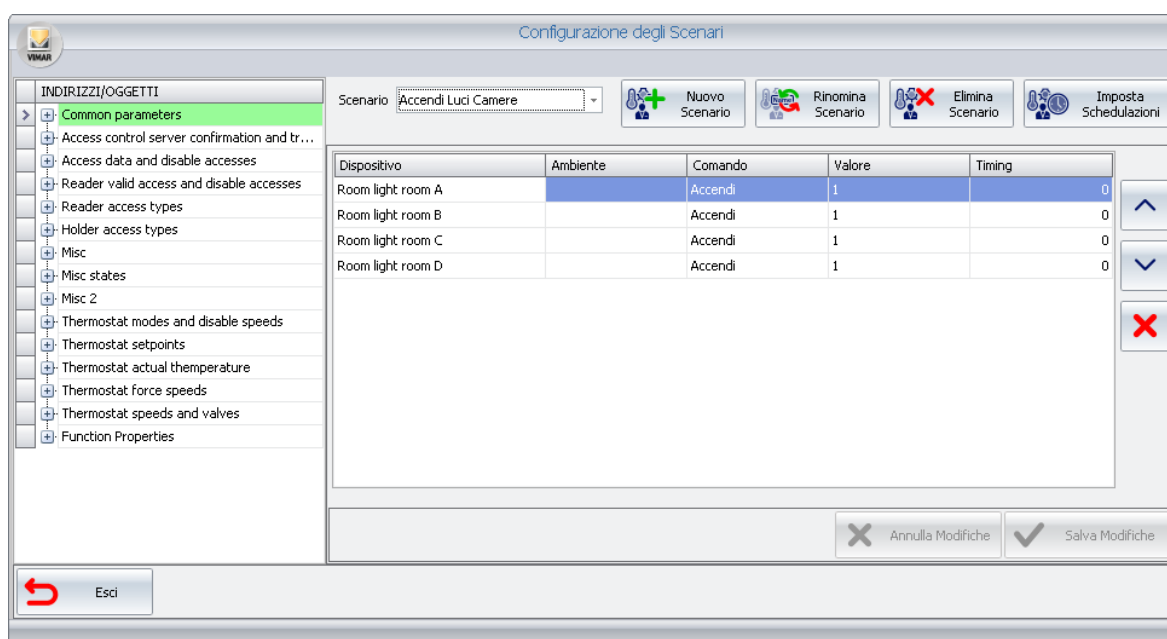 Configurazione degli Scenari
VIMAR
INDIRIZZI/OGGETTI
Common parameters
Access control server confirmation and tr...
Access data and disable accesses
Reader valid access and disable accesses
Reader access types
Holder access types
Misc
Misc states
Misc 2
Thermostat modes and disable speeds
Thermostat setpoints
Thermostat actual themperature
Thermostat force speeds
Thermostat speeds and valves
Function Properties
Scenario Accendi Luci Camere
Nuovo
Scenario
Rinomina
Scenario
Elimina
Scenario
Imposta
Schedulazioni
Dispositivo Ambiente Comando Valore Timing
Room light room A Accendi 1 0
Room light room B Accendi 1 0
Room light room C Accendi 1 0
Room light room D Accendi 1 0
Annulla Modifiche Salva Modifiche
Esci